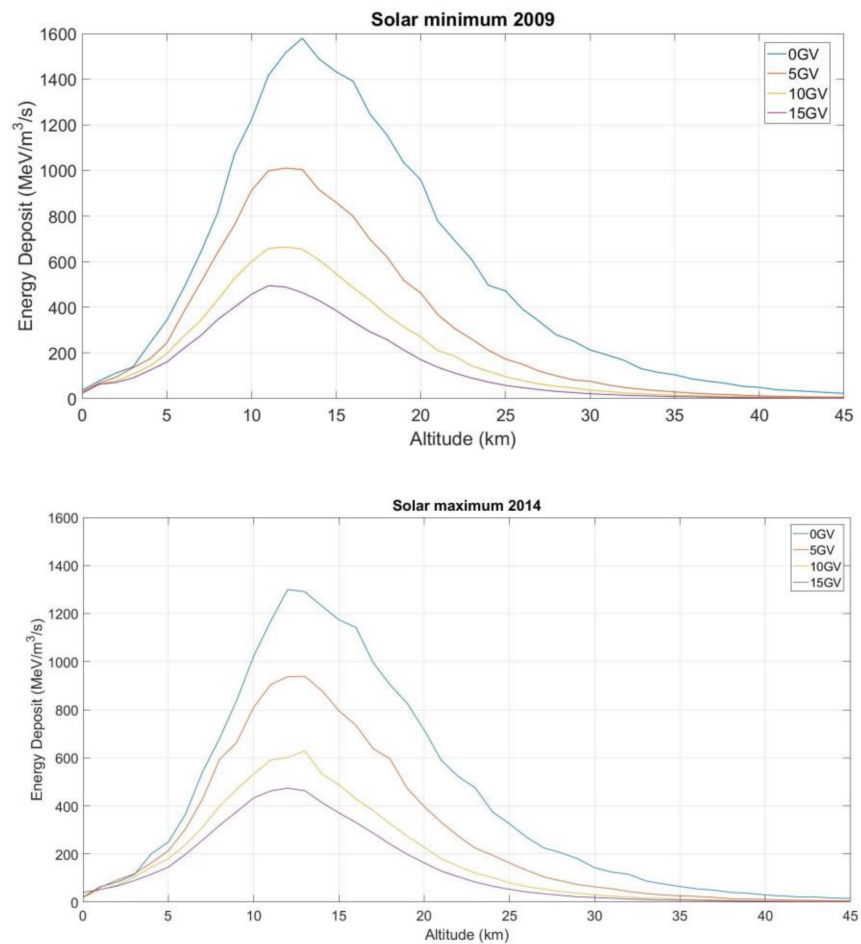 Solar minimum 2009
1600
1400
1200
1000
800
600
400
200
0
Energy Deposit (MeV/m³/s)
0GV
5GV
10GV
15GV
0 5 10 15 20 25 30 35 40 45
Altitude (km)
Solar maximum 2014
1600
1400
1200
1000
800
600
400
200
0
Energy Deposit (MeV/m³/s)
0GV
5GV
10GV
15GV
0 5 10 15 20 25 30 35 40 45
Altitude (km)